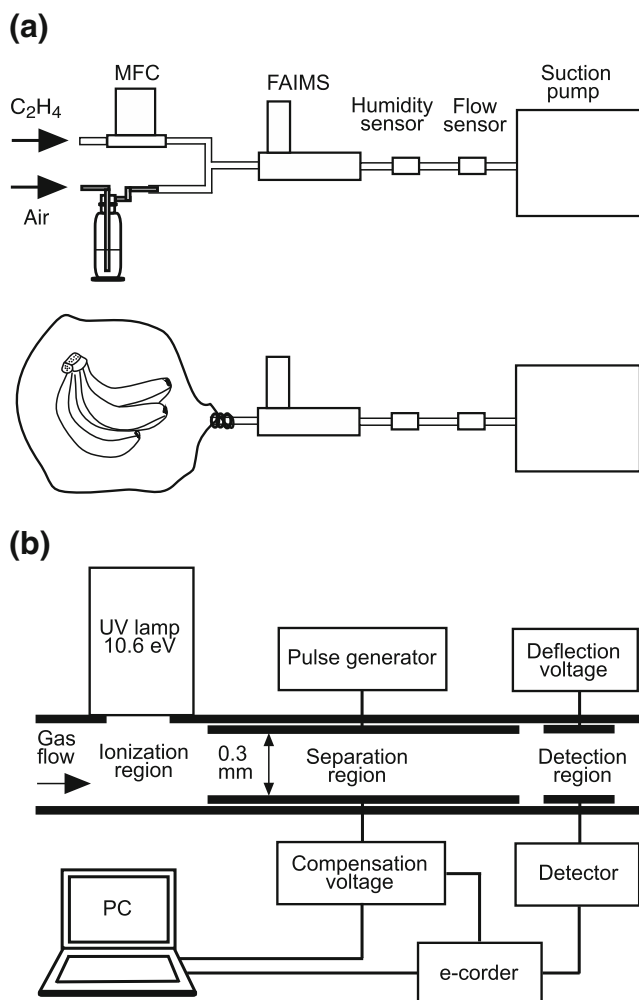 (a)
MFC
C₂H₄
Air
FAIMS
Humidity
sensor
Flow
sensor
Suction
pump
(b)
UV lamp
10.6 eV
Pulse generator
Deflection
voltage
Gas
flow
Ionization
region
0.3
mm
Separation
region
Detection
region
Compensation
voltage
Detector
PC
e-corder